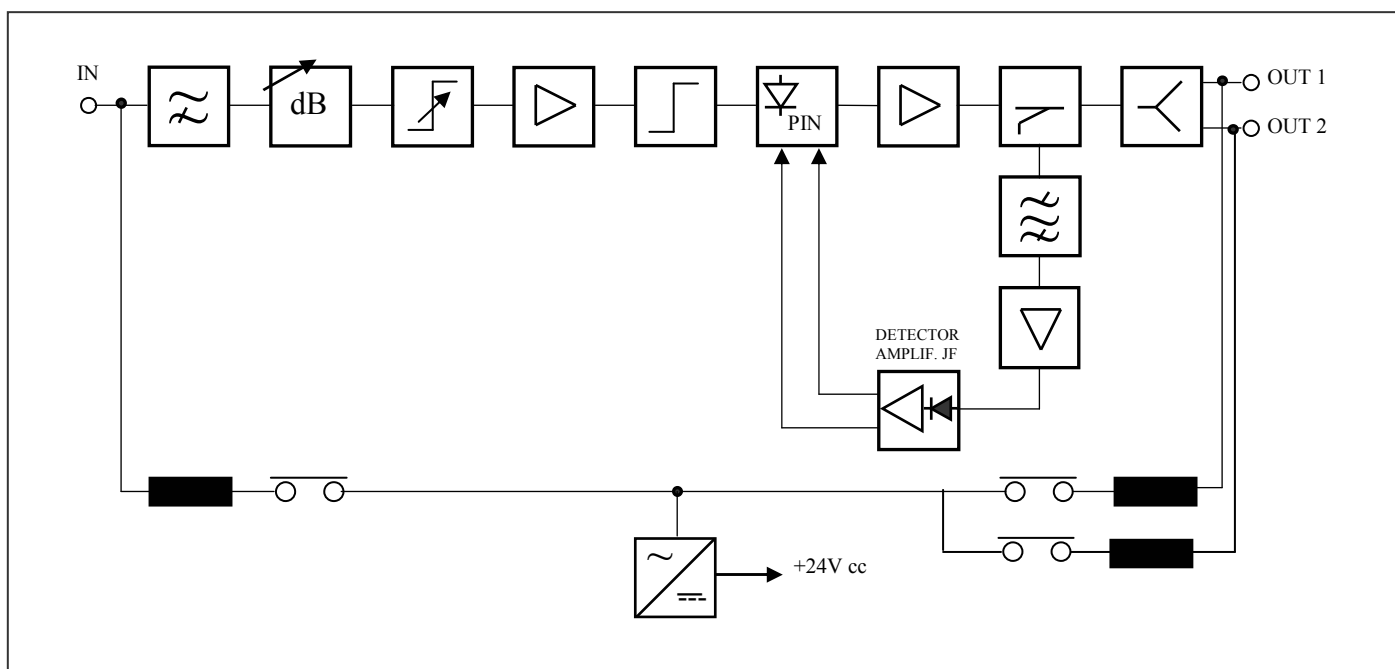 IN
dB
PIN
OUT 1
OUT 2
DETECTOR
AMPLIF. JF
+24V cc